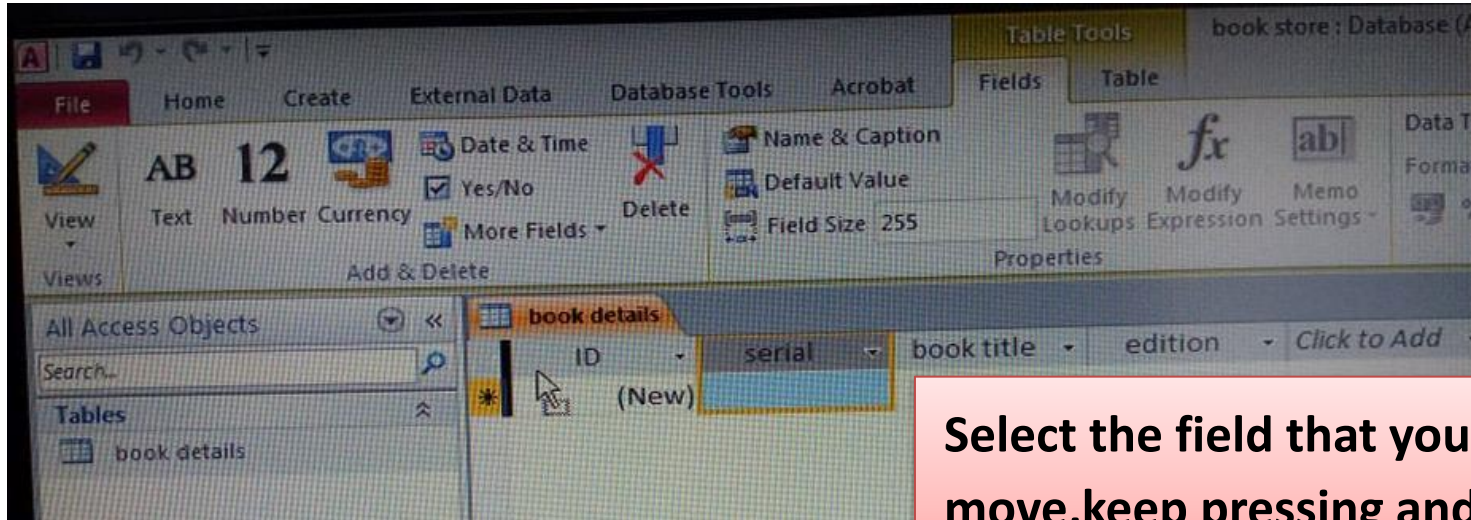 A
Table Tools
book store : Database (A
File Home Create External Data Database Tools Acrobat Fields Table
View
Views
AB
Text
12
Number
Currency
Date & Time
Yes/No
More Fields
Delete
Add & Delete
Name & Caption
Default Value
Field Size 255
Modify
Lookups
fx
Modify
Expression
ab
Memo
Settings
Properties
Data T
Forma
All Access Objects
Search...
Tables
book details
book details
ID serial book title edition Click to Add
(New)
Select the field that you
move.keep pressing and